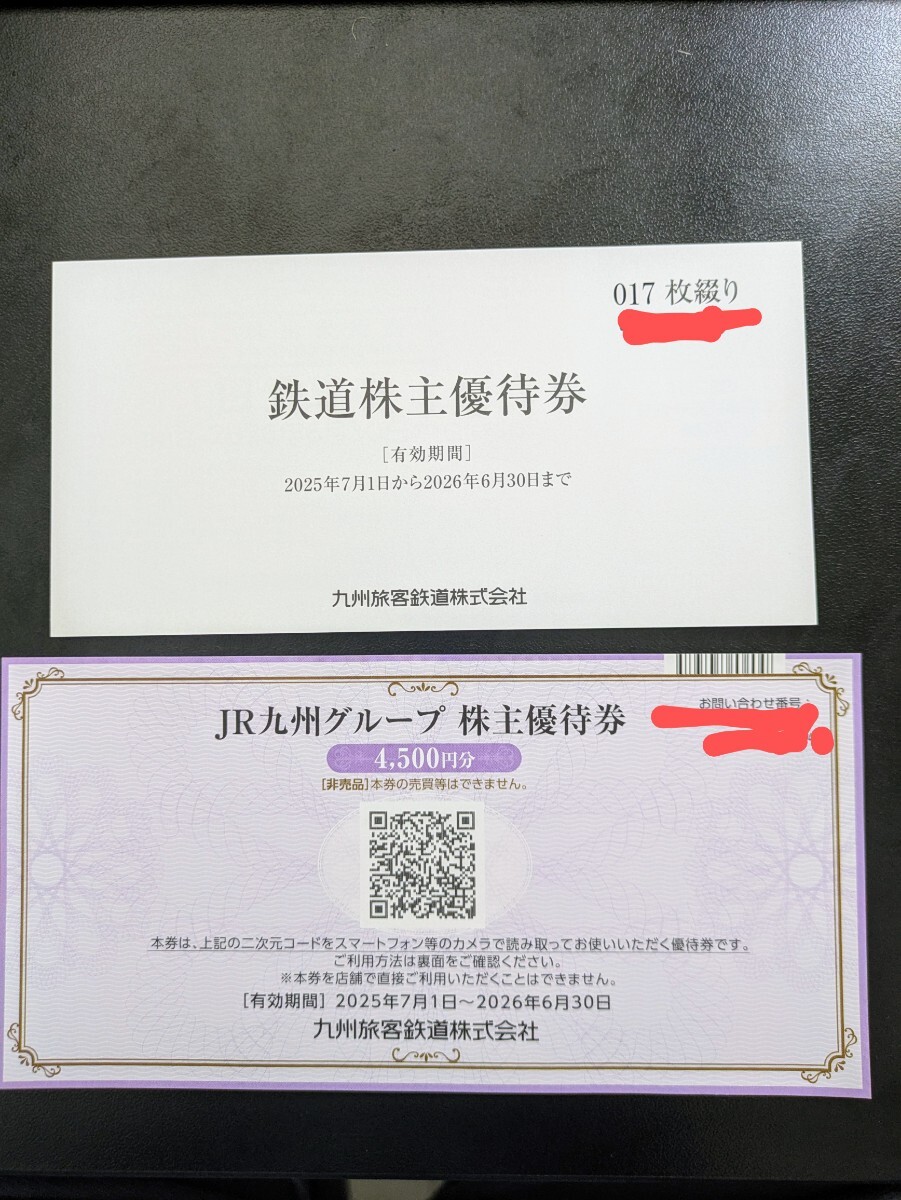 017 枚綴り
鉄道株主優待券
［有効期間］
2025年7月1日から2026年6月30日まで
九州旅客鉄道株式会社
お問い合わせ番号：
JR九州グループ 株主優待券
4,500円分
［非売品］本券の売買等はできません。
本券は、上記の二次元コードをスマートフォン等のカメラで読み取ってお使いいただく優待券です。
ご利用方法は裏面をご確認ください。
※本券を店舗で直接ご利用いただくことはできません。
［有効期間］ 2025年7月1日～2026年6月30日
九州旅客鉄道株式会社